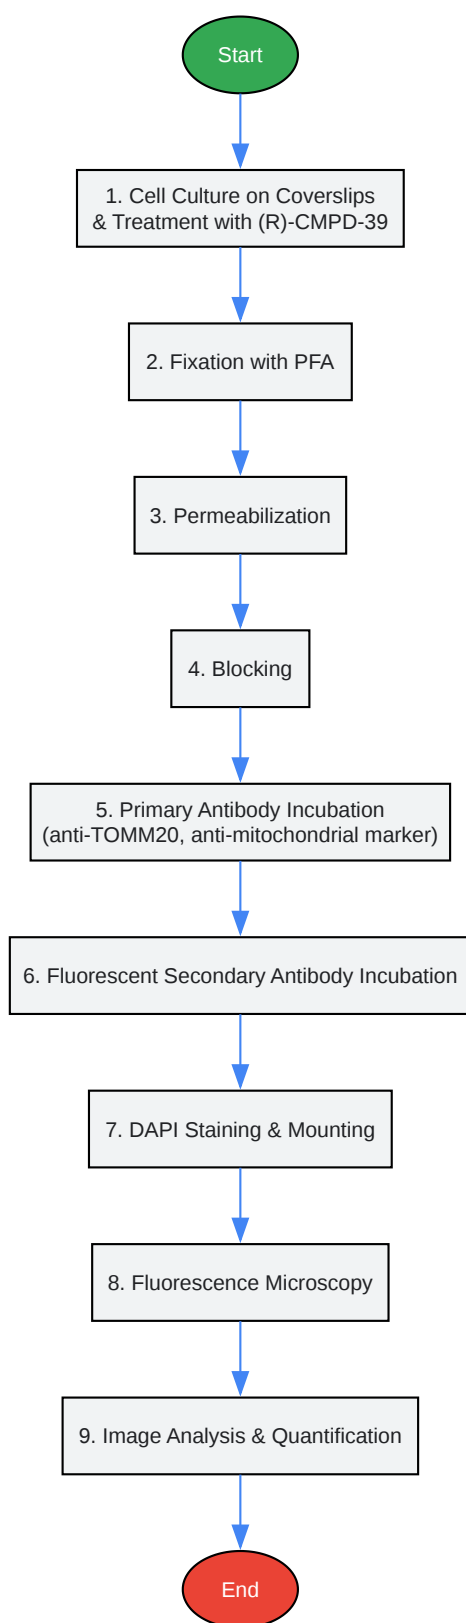 Start
1. Cell Culture on Coverslips
& Treatment with (R)-CMPD-39
2. Fixation with PFA
3. Permeabilization
4. Blocking
5. Primary Antibody Incubation
(anti-TOMM20, anti-mitochondrial marker)
6. Fluorescent Secondary Antibody Incubation
7. DAPI Staining & Mounting
8. Fluorescence Microscopy
9. Image Analysis & Quantification
End